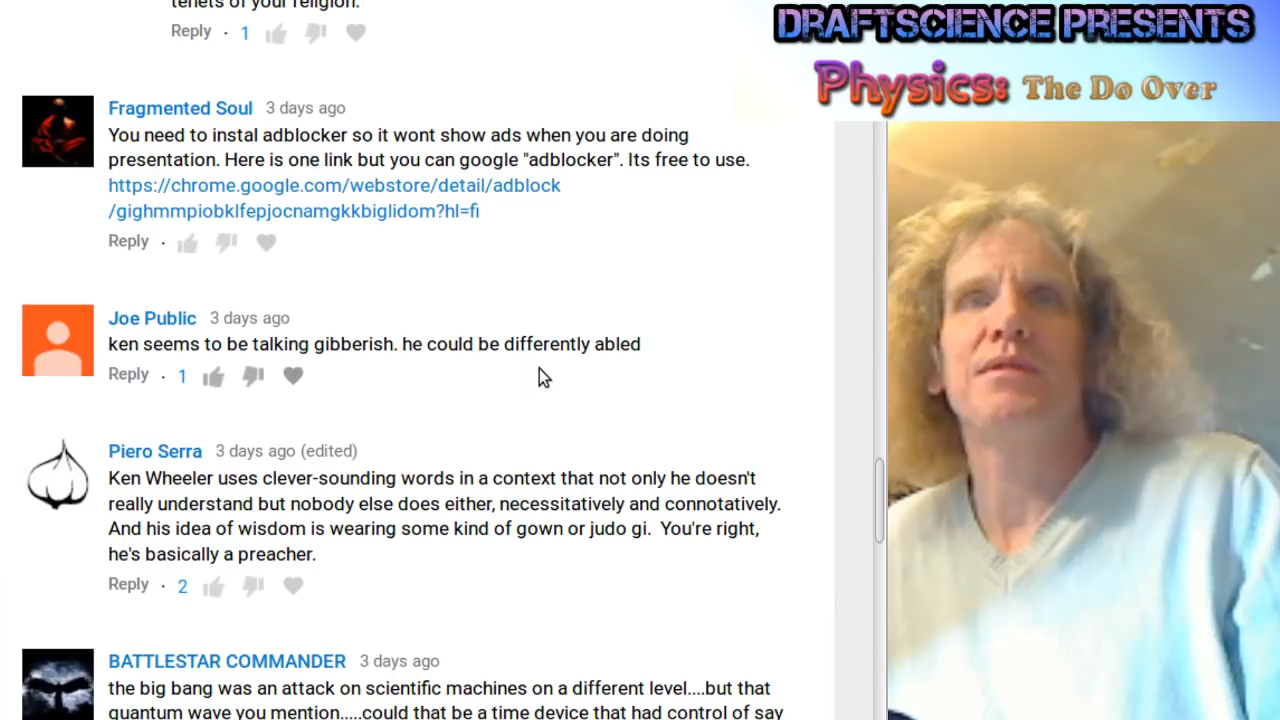 tenets of your religion.
Reply · 1
DRAFTSCIENCE PRESENTS
Physics: The Do Over
Fragmented Soul 3 days ago
You need to instal adblocker so it wont show ads when you are doing
presentation. Here is one link but you can google "adblocker". Its free to use.
https://chrome.google.com/webstore/detail/adblock
/gighmmpiobklfepjocnamgkkbiglidom?hl=fi
Reply ·
Joe Public 3 days ago
ken seems to be talking gibberish. he could be differently abled
Reply · 1
Piero Serra 3 days ago (edited)
Ken Wheeler uses clever-sounding words in a context that not only he doesn't
really understand but nobody else does either, necessitatively and connotatively.
And his idea of wisdom is wearing some kind of gown or judo gi.  You're right,
he's basically a preacher.
Reply · 2
BATTLESTAR COMMANDER 3 days ago
the big bang was an attack on scientific machines on a different level....but that
quantum wave you mention.....could that be a time device that had control of say